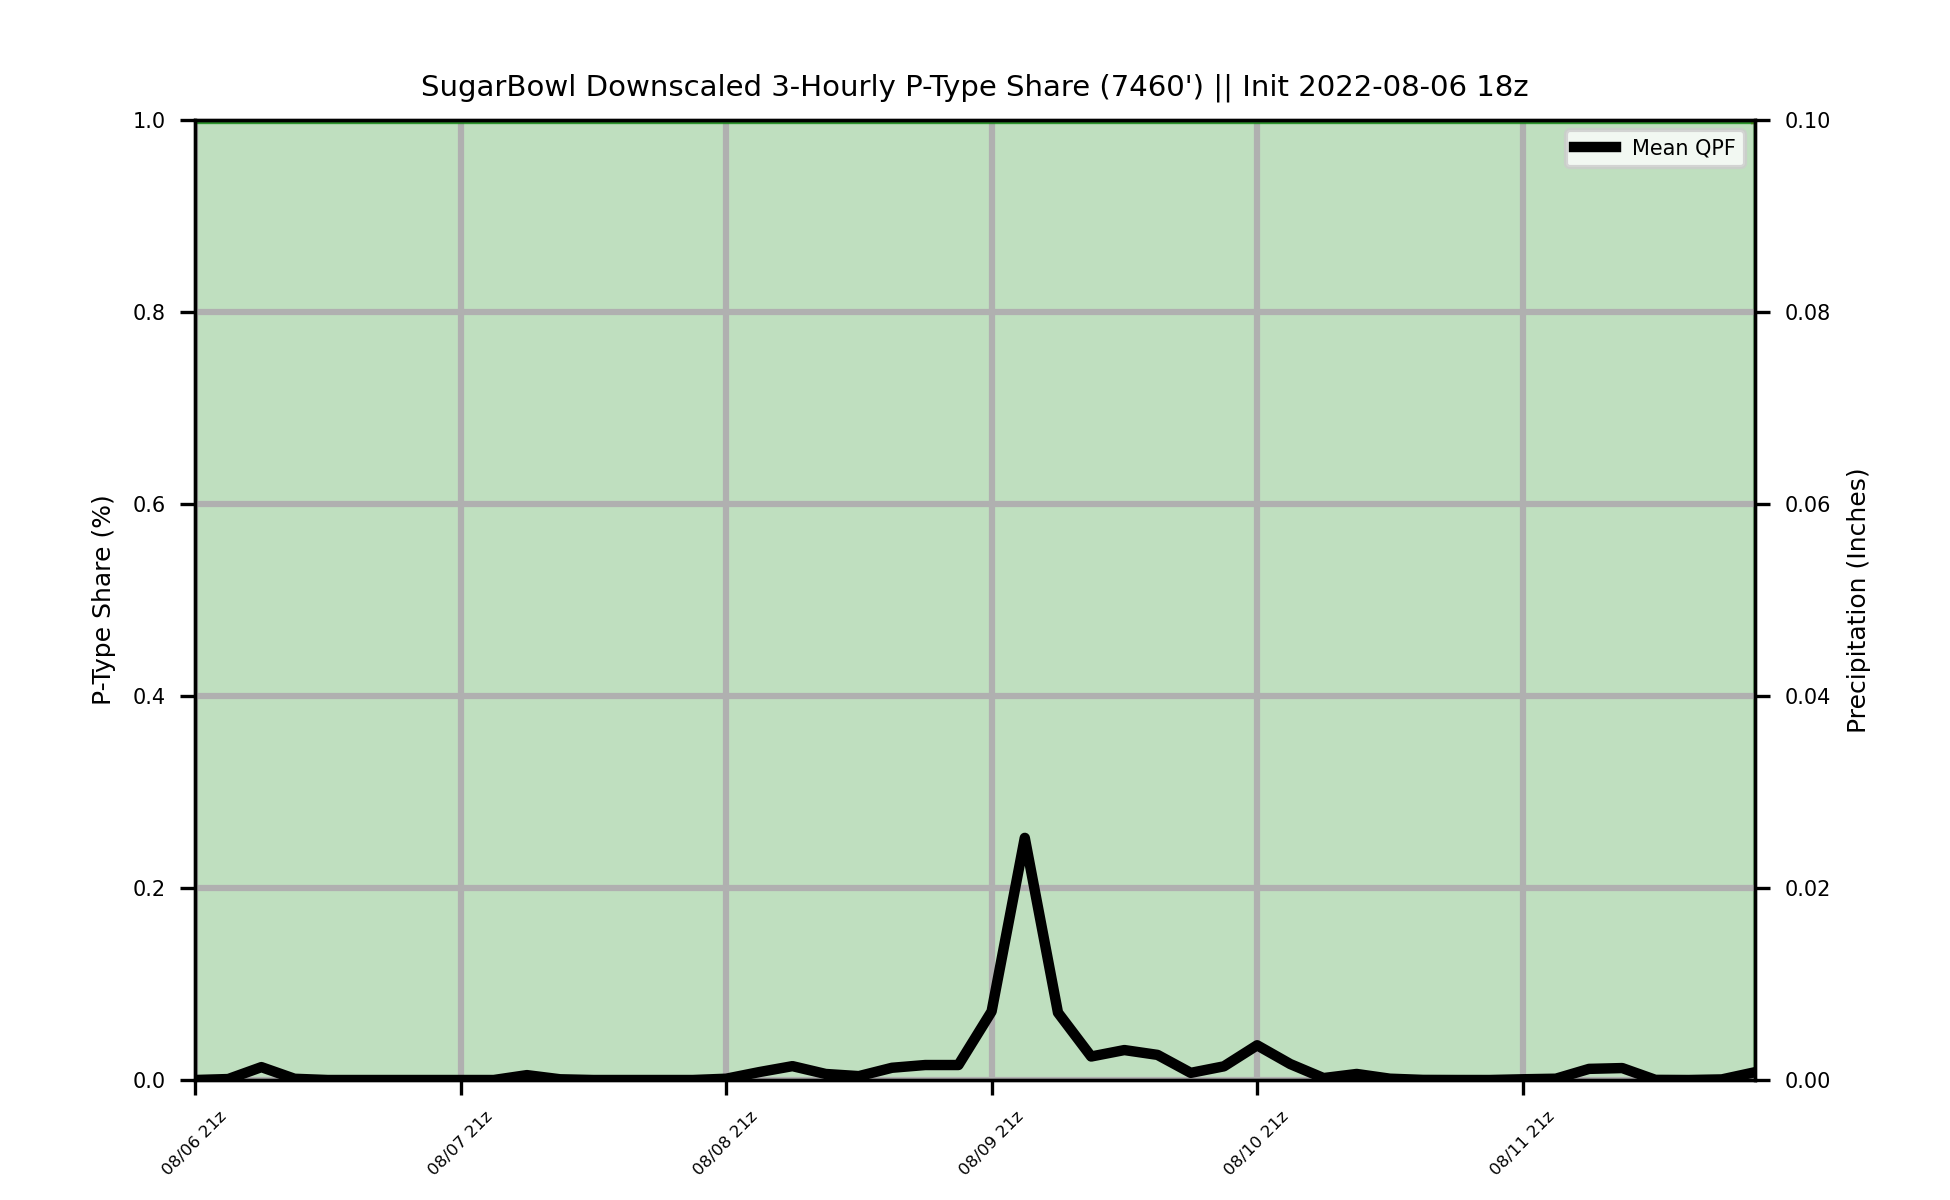 SugarBowl Downscaled 3-Hourly P-Type Share (7460') || Init 2022-08-06 18z
Mean QPF
P-Type Share (%)
1.0
0.8
0.6
0.4
0.2
0.0
0.10
0.08
0.06
0.04
0.02
0.00
Precipitation (Inches)
08/06 21z
08/07 21z
08/08 21z
08/09 21z
08/10 21z
08/11 21z